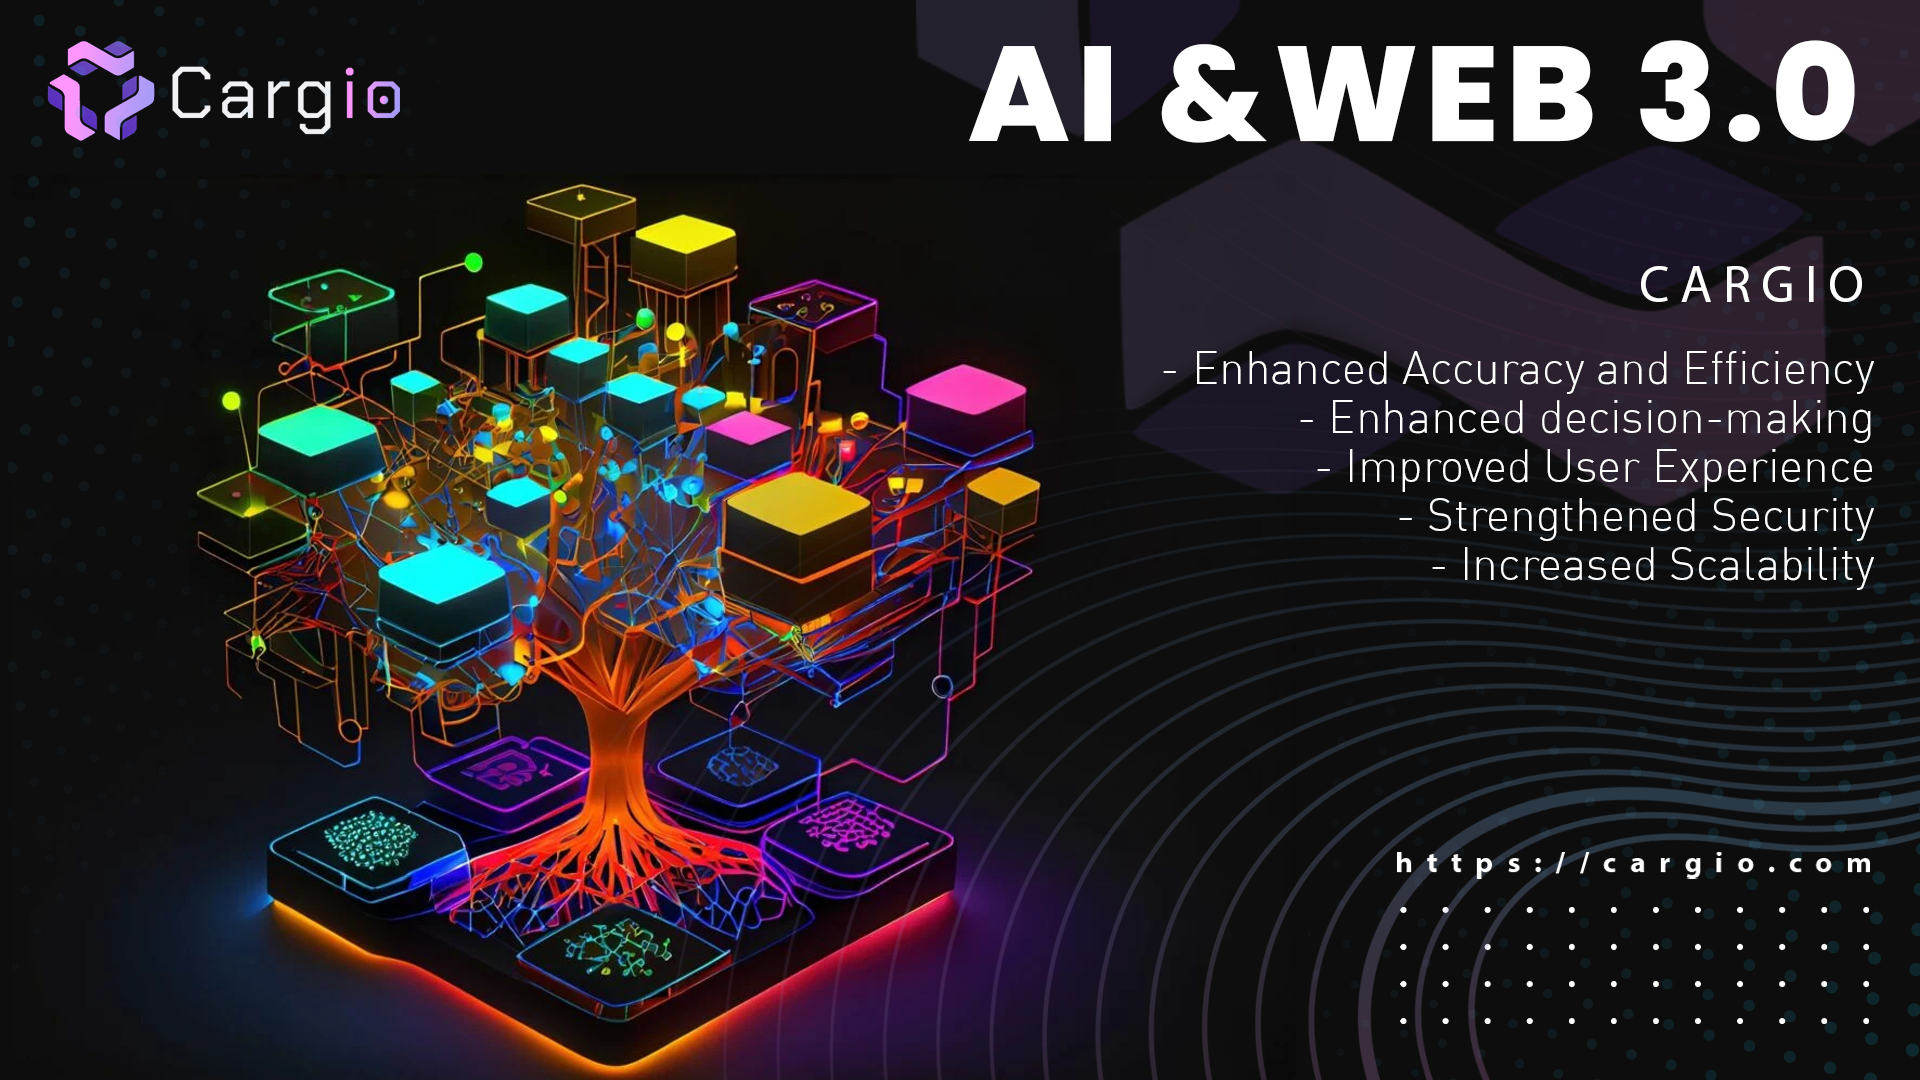 Cargio
AI & WEB 3.0
CARGIO
- Enhanced Accuracy and Efficiency
- Enhanced decision-making
- Improved User Experience
- Strengthened Security
- Increased Scalability
https://cargio.com